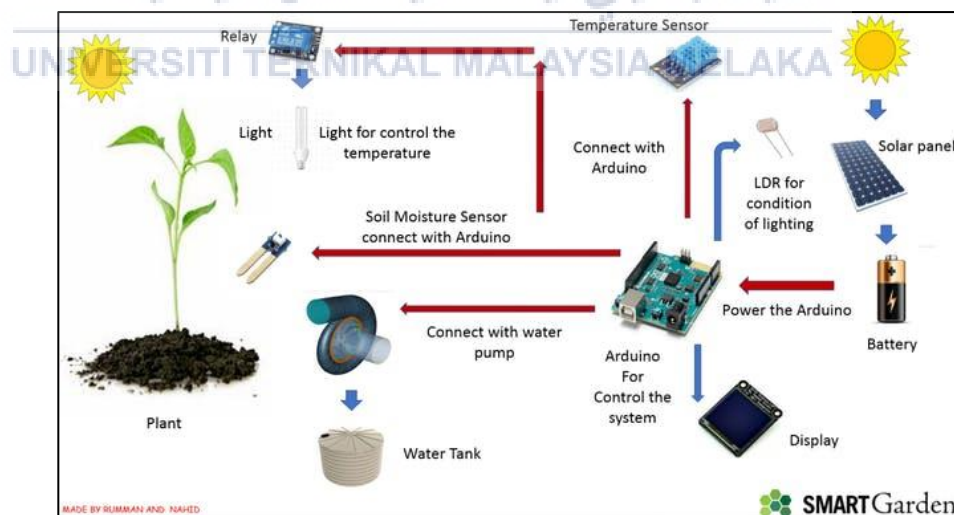 Relay
Temperature Sensor
UNIVERSITI TEKNIKAL MALAYSIA MELAKA
Light
Light for control the
temperature
Connect with
Arduino
LDR for
condition
of lighting
Solar panel
Soil Moisture Sensor
connect with Arduino
Power the Arduino
Connect with water
pump
Battery
Arduino
For
Control the
system
Plant
Water Tank
Display
MADE BY RUMMAN AND NAHID
SMART Garden